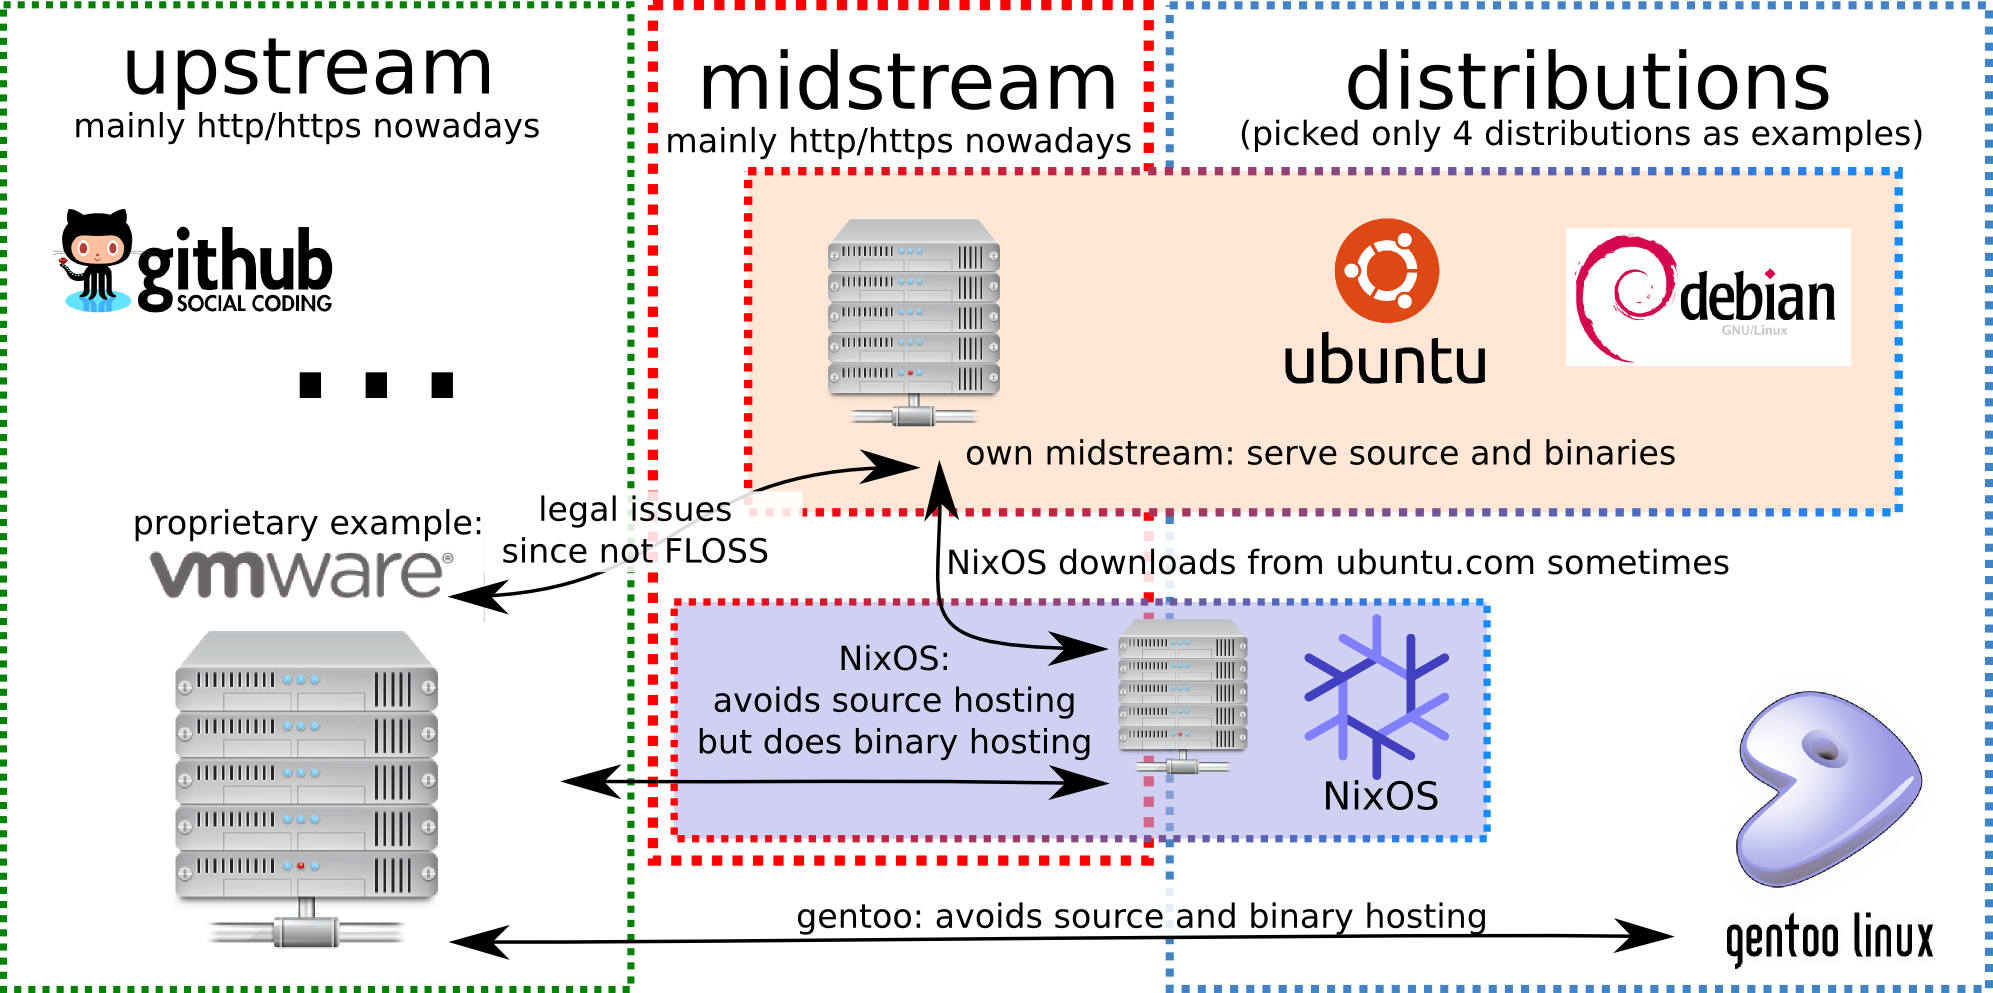 upstream
mainly http/https nowadays
midstream
mainly http/https nowadays
distributions
(picked only 4 distributions as examples)
github
SOCIAL CODING
...
ubuntu
debian
GNU/Linux
own midstream: serve source and binaries
proprietary example:
vmware®
legal issues
since not FLOSS
NixOS downloads from ubuntu.com sometimes
NixOS:
avoids source hosting
but does binary hosting
NixOS
gentoo: avoids source and binary hosting
gentoo linux